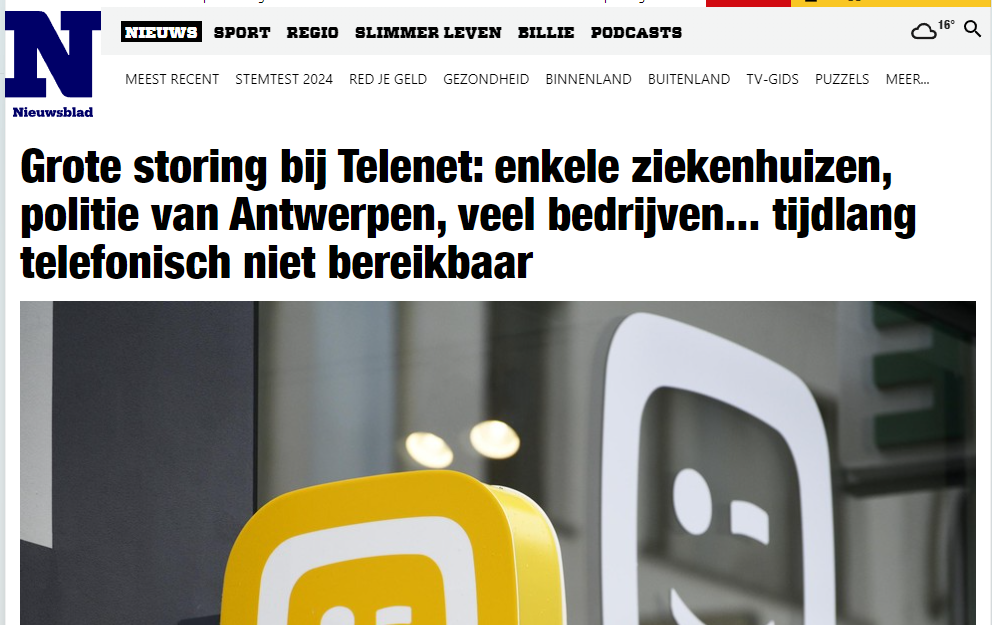 NIEUWS SPORT REGIO SLIMMER LEVEN BILLIE PODCASTS 16°
N
Nieuwsblad
MEEST RECENT STEMTEST 2024 RED JE GELD GEZONDHEID BINNENLAND BUITENLAND TV-GIDS PUZZELS MEER...
Grote storing bij Telenet: enkele ziekenhuizen,
politie van Antwerpen, veel bedrijven... tijdlang
telefonisch niet bereikbaar